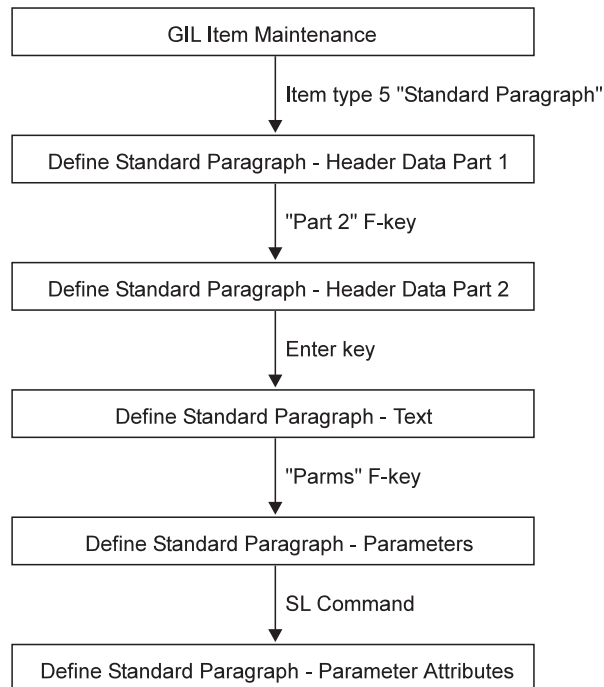 GIL Item Maintenance
Item type 5 "Standard Paragraph"
Define Standard Paragraph - Header Data Part 1
"Part 2" F-key
Define Standard Paragraph - Header Data Part 2
Enter key
Define Standard Paragraph - Text
"Parms" F-key
Define Standard Paragraph - Parameters
SL Command
Define Standard Paragraph - Parameter Attributes